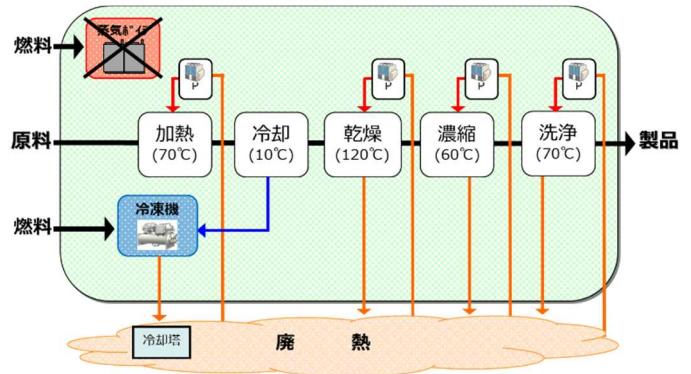 燃料
蒸気ﾎﾞｲﾗ
P
P
P
P
原料
加熱
(70℃)
冷却
(10℃)
乾燥
(120℃)
濃縮
(60℃)
洗浄
(70℃)
製品
燃料
冷凍機
冷却塔
廃熱